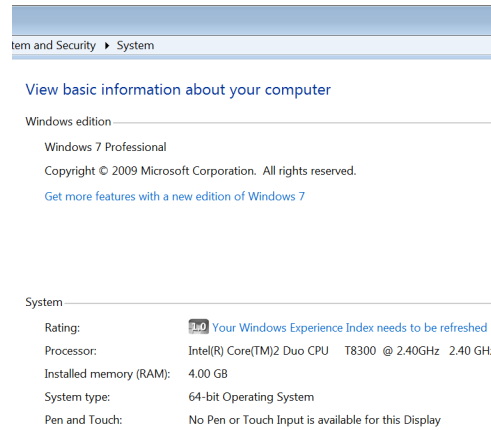 tem and Security ▸ System
View basic information about your computer
Windows edition
Windows 7 Professional
Copyright © 2009 Microsoft Corporation. All rights reserved.
Get more features with a new edition of Windows 7
System
Rating: 1.0 Your Windows Experience Index needs to be refreshed
Processor: Intel(R) Core(TM)2 Duo CPU T8300 @ 2.40GHz 2.40 GHz
Installed memory (RAM): 4.00 GB
System type: 64-bit Operating System
Pen and Touch: No Pen or Touch Input is available for this Display